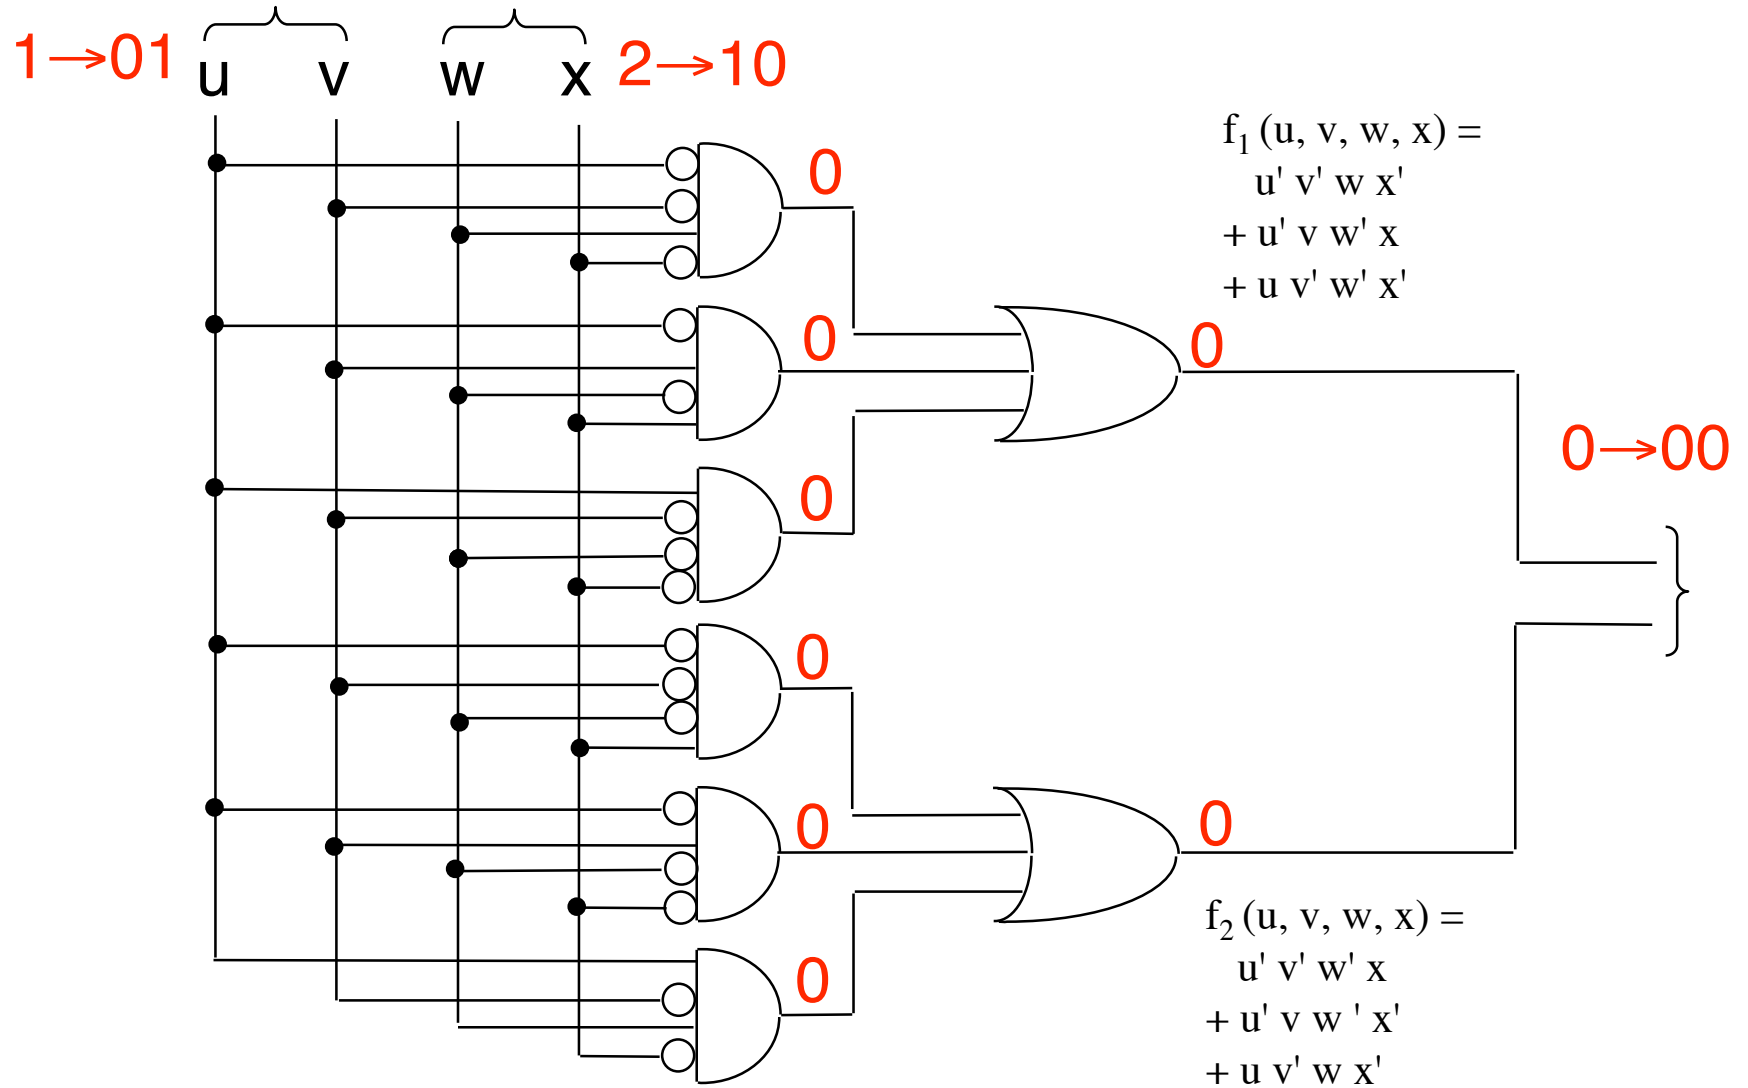 1→01 u v w x 2→10
f1 (u, v, w, x) =
u' v' w x'
+ u' v w' x
+ u v' w' x'
0
0
0
0
0→00
0
0
0
0
f2 (u, v, w, x) =
u' v' w' x
+ u' v w ' x'
+ u v' w x'